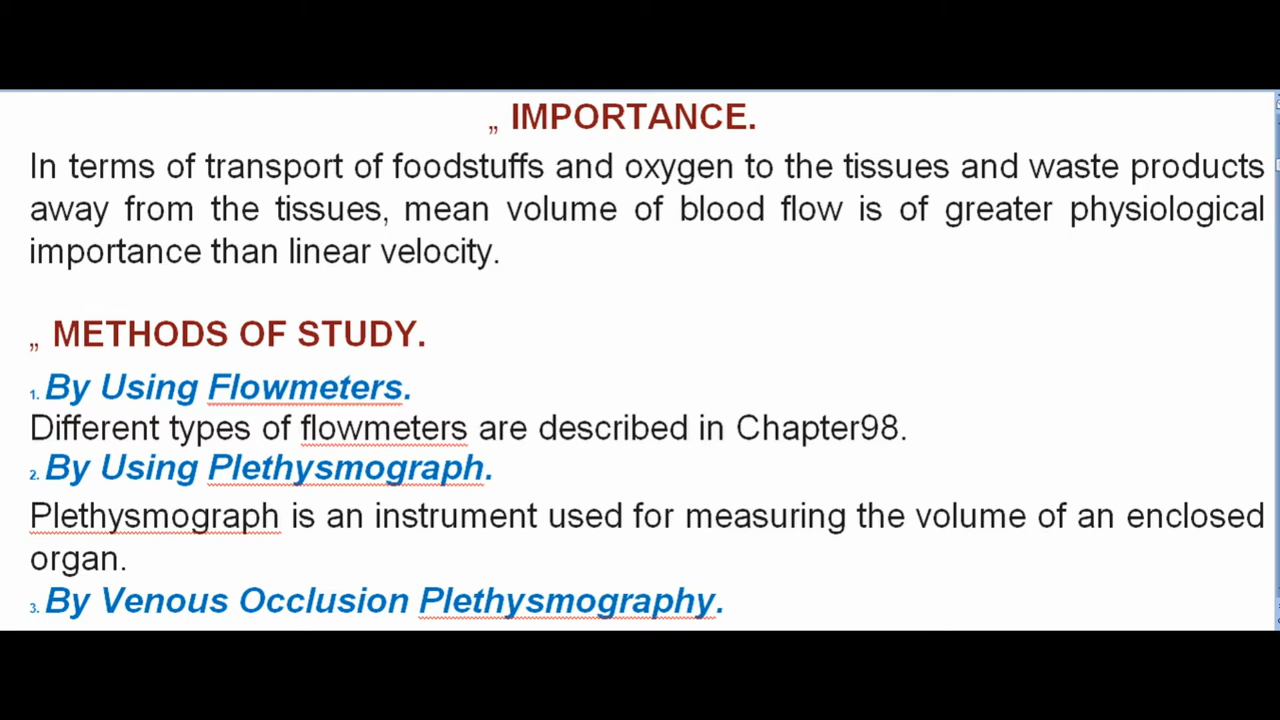 „ IMPORTANCE.
In terms of transport of foodstuffs and oxygen to the tissues and waste products
away from the tissues, mean volume of blood flow is of greater physiological
importance than linear velocity.
„ METHODS OF STUDY.
1. By Using Flowmeters.
Different types of flowmeters are described in Chapter98.
2. By Using Plethysmograph.
Plethysmograph is an instrument used for measuring the volume of an enclosed
organ.
3. By Venous Occlusion Plethysmography.